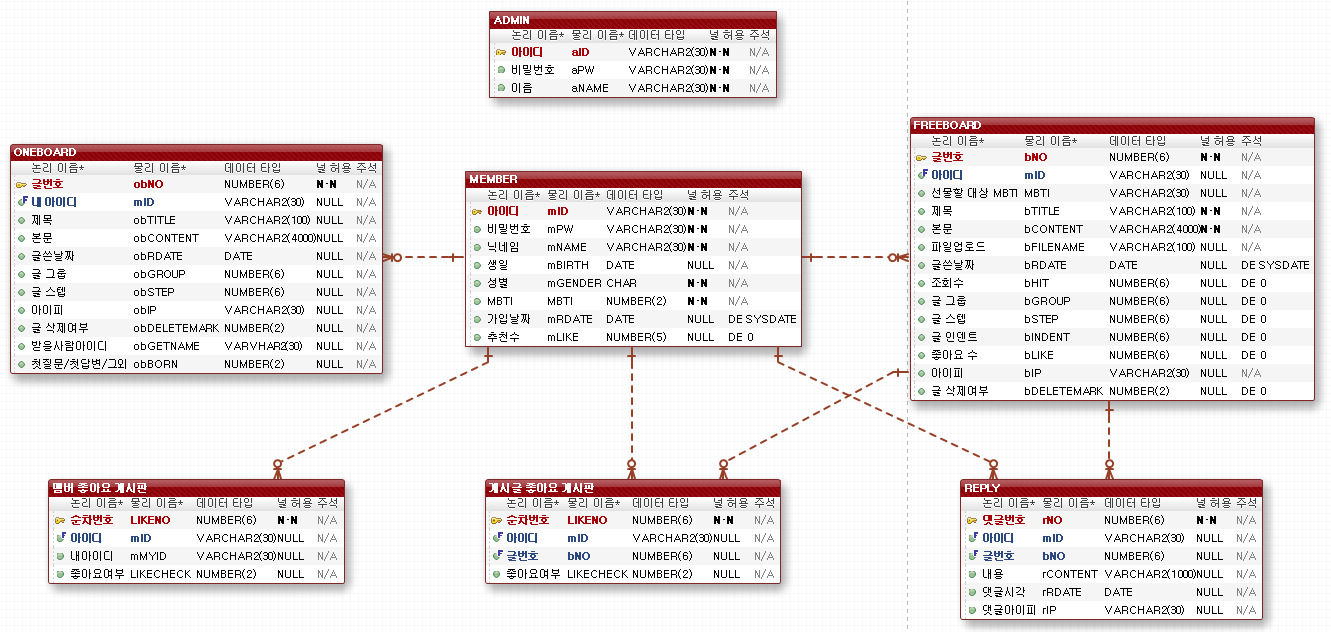 ADMIN
논리 이름* 물리 이름* 데이터 타입 널 허용 주석
아이디 aID VARCHAR2(30) N-N N/A
비밀번호 aPW VARCHAR2(30) N-N N/A
이름 aNAME VARCHAR2(30) N-N N/A
ONEBOARD
논리 이름* 물리 이름* 데이터 타입 널 허용 주석
글번호 obNO NUMBER(6) N-N N/A
내 아이디 mID VARCHAR2(30) NULL N/A
제목 obTITLE VARCHAR2(100) NULL N/A
본문 obCONTENT VARCHAR2(4000) NULL N/A
글쓴날짜 obRDATE DATE NULL N/A
글 그룹 obGROUP NUMBER(6) NULL N/A
글 스텝 obSTEP NUMBER(6) NULL N/A
아이피 obIP VARCHAR2(30) NULL N/A
글 삭제여부 obDELETEMARK NUMBER(2) NULL N/A
받을사람아이디 obGETNAME VARVHAR2(30) NULL N/A
첫질문/첫답변/그외 obBORN NUMBER(2) NULL N/A
MEMBER
논리 이름* 물리 이름* 데이터 타입 널 허용 주석
아이디 mID VARCHAR2(30) N-N N/A
비밀번호 mPW VARCHAR2(30) N-N N/A
닉네임 mNAME VARCHAR2(30) N-N N/A
생일 mBIRTH DATE NULL N/A
성별 mGENDER CHAR N-N N/A
MBTI MBTI NUMBER(2) N-N N/A
가입날짜 mRDATE DATE NULL DE SYSDATE
추천수 mLIKE NUMBER(5) NULL DE 0
FREEBOARD
논리 이름* 물리 이름* 데이터 타입 널 허용 주석
글번호 bNO NUMBER(6) N-N N/A
아이디 mID VARCHAR2(30) NULL N/A
선물할 대상 MBTI MBTI VARCHAR2(30) NULL N/A
제목 bTITLE VARCHAR2(100) N-N N/A
본문 bCONTENT VARCHAR2(4000) N-N N/A
파일업로드 bFILENAME VARCHAR2(100) NULL N/A
글쓴날짜 bRDATE DATE NULL DE SYSDATE
조회수 bHIT NUMBER(6) NULL DE 0
글 그룹 bGROUP NUMBER(6) NULL DE 0
글 스텝 bSTEP NUMBER(6) NULL DE 0
글 인덴트 bINDENT NUMBER(6) NULL DE 0
좋아요 수 bLIKE NUMBER(6) NULL DE 0
아이피 bIP VARCHAR2(30) NULL N/A
글 삭제여부 bDELETEMARK NUMBER(2) NULL DE 0
멤버 좋아요 게시판
논리 이름* 물리 이름* 데이터 타입 널 허용 주석
순차번호 LIKENO NUMBER(6) N-N N/A
아이디 mID VARCHAR2(30) NULL N/A
내아이디 mMYID VARCHAR2(30) NULL N/A
좋아요여부 LIKECHECK NUMBER(2) NULL N/A
게시글 좋아요 게시판
논리 이름* 물리 이름* 데이터 타입 널 허용 주석
순차번호 LIKENO NUMBER(6) N-N N/A
아이디 mID VARCHAR2(30) NULL N/A
글번호 bNO NUMBER(6) NULL N/A
좋아요여부 LIKECHECK NUMBER(2) NULL N/A
REPLY
논리 이름* 물리 이름* 데이터 타입 널 허용 주석
댓글번호 rNO NUMBER(6) N-N N/A
아이디 mID VARCHAR2(30) NULL N/A
글번호 bNO NUMBER(6) NULL N/A
내용 rCONTENT VARCHAR2(1000) NULL N/A
댓글시각 rRDATE DATE NULL N/A
댓글아이피 rIP VARCHAR2(30) NULL N/A